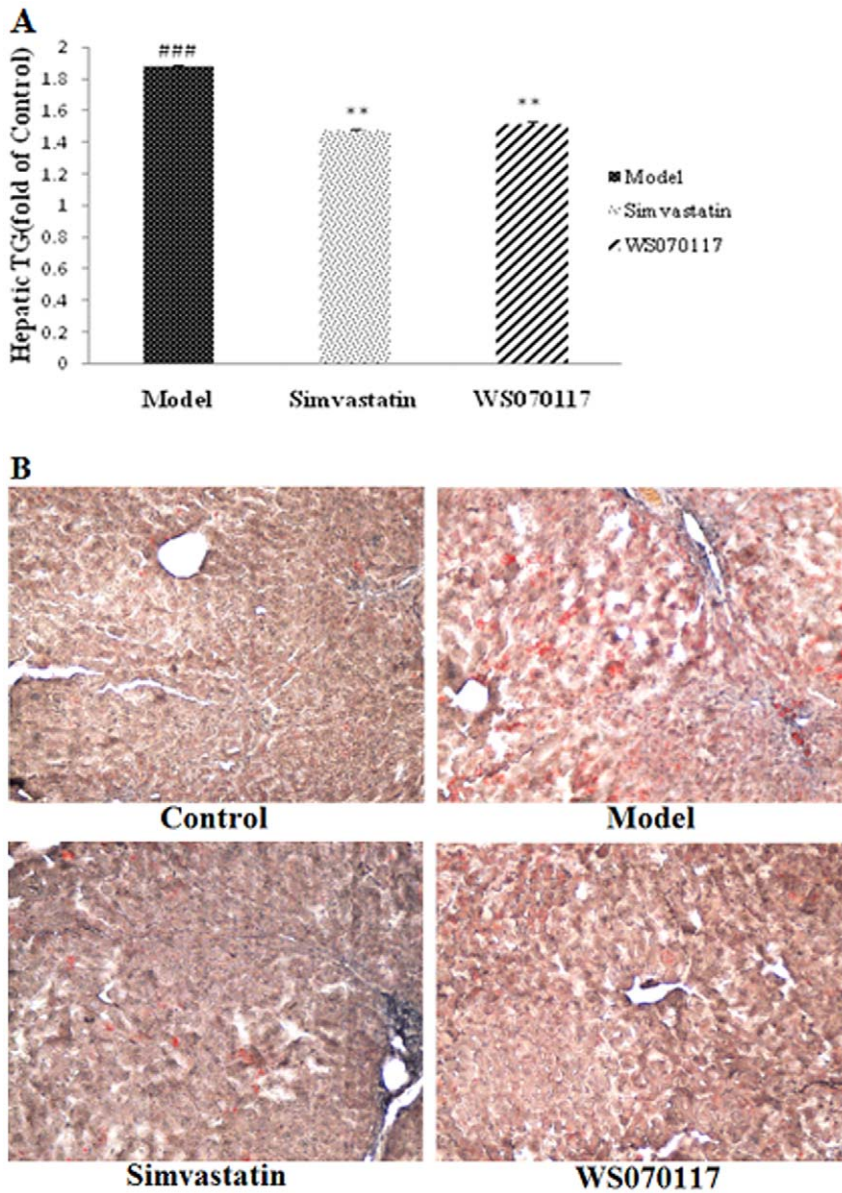 A
Hepatic TG(fold of Control)
2
1.8
1.6
1.4
1.2
1
0.8
0.6
0.4
0.2
0
###
**
**
Model
Simvastatin
WS070117
Model
Simvastatin
WS070117
B
Control
Model
Simvastatin
WS070117